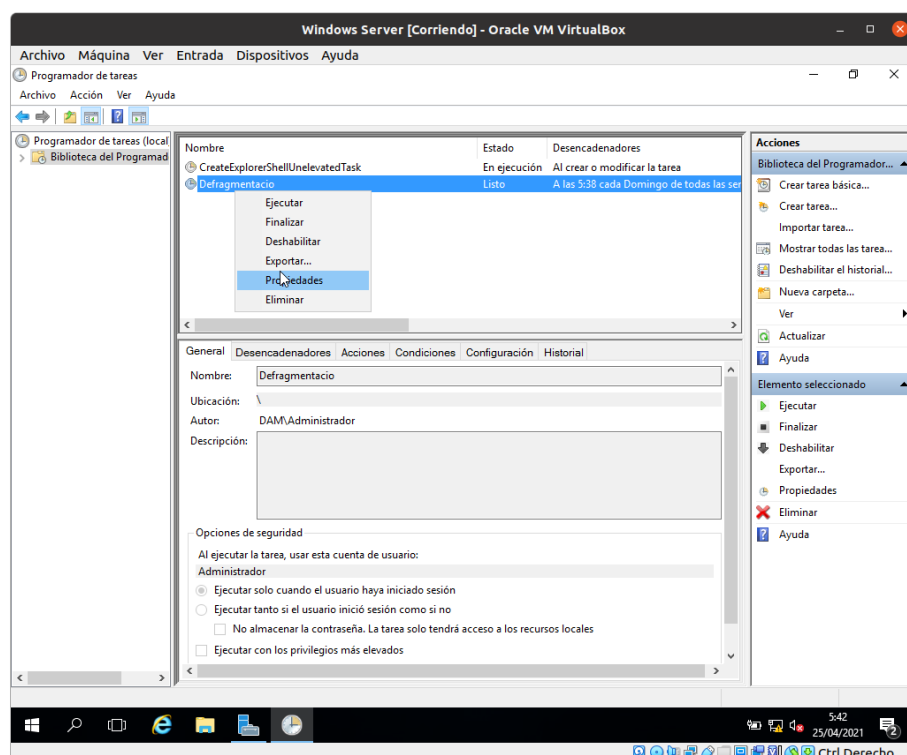 Windows Server [Corriendo] - Oracle VM VirtualBox
Archivo Máquina Ver Entrada Dispositivos Ayuda
Programador de tareas
Archivo Acción Ver Ayuda
Programador de tareas (local
Biblioteca del Programad
Nombre Estado Desencadenadores
CreateExplorerShellUnelevatedTask En ejecución Al crear o modificar la tarea
Defragmentacio Listo A las 5:38 cada Domingo de todas las ser
Ejecutar
Finalizar
Deshabilitar
Exportar...
Propiedades
Eliminar
General Desencadenadores Acciones Condiciones Configuración Historial
Nombre: Defragmentacio
Ubicación: \
Autor: DAM\Administrador
Descripción:
Opciones de seguridad
Al ejecutar la tarea, usar esta cuenta de usuario:
Administrador
Ejecutar solo cuando el usuario haya iniciado sesión
Ejecutar tanto si el usuario inició sesión como si no
No almacenar la contraseña. La tarea solo tendrá acceso a los recursos locales
Ejecutar con los privilegios más elevados
Acciones
Biblioteca del Programador...
Crear tarea básica...
Crear tarea...
Importar tarea...
Mostrar todas las tarea...
Deshabilitar el historial...
Nueva carpeta...
Ver
Actualizar
Ayuda
Elemento seleccionado
Ejecutar
Finalizar
Deshabilitar
Exportar...
Propiedades
Eliminar
Ayuda
5:42
25/04/2021
2
Ctrl Derecho